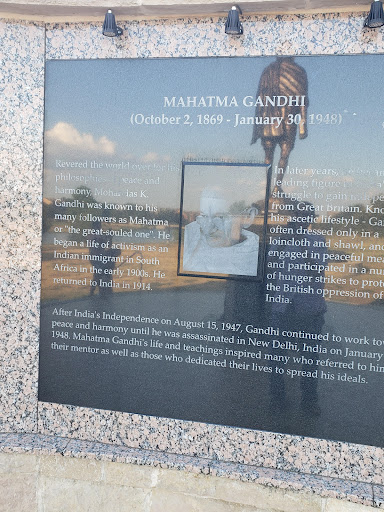 MAHATMA GANDHI
(October 2, 1869 - January 30, 1948)
Revered the world over
philosophy peace and
harmony, k
Gandhi was known to his
many followers as Mahatma
or "the great-souled one". He
began a life of activism as an
Indian immigrant in South
Africa in the early 1900s. He
returned to India in 1914.
In later years,
leading figure
struggle to gain
from Great Britain. Kno
his ascetic lifestyle - Ga
often dressed only in a
loincloth and shawl, an
engaged in peaceful me
and participated in a nu
of hunger strikes to prot
the British oppression of
India.
After India's Independence on August 15, 1947, Gandhi continued to work tow
peace and harmony until he was assassinated in New Delhi, India on January
1948. Mahatma Gandhi's life and teachings inspired many who referred to him
their mentor as well as those who dedicated their lives to spread his ideals.